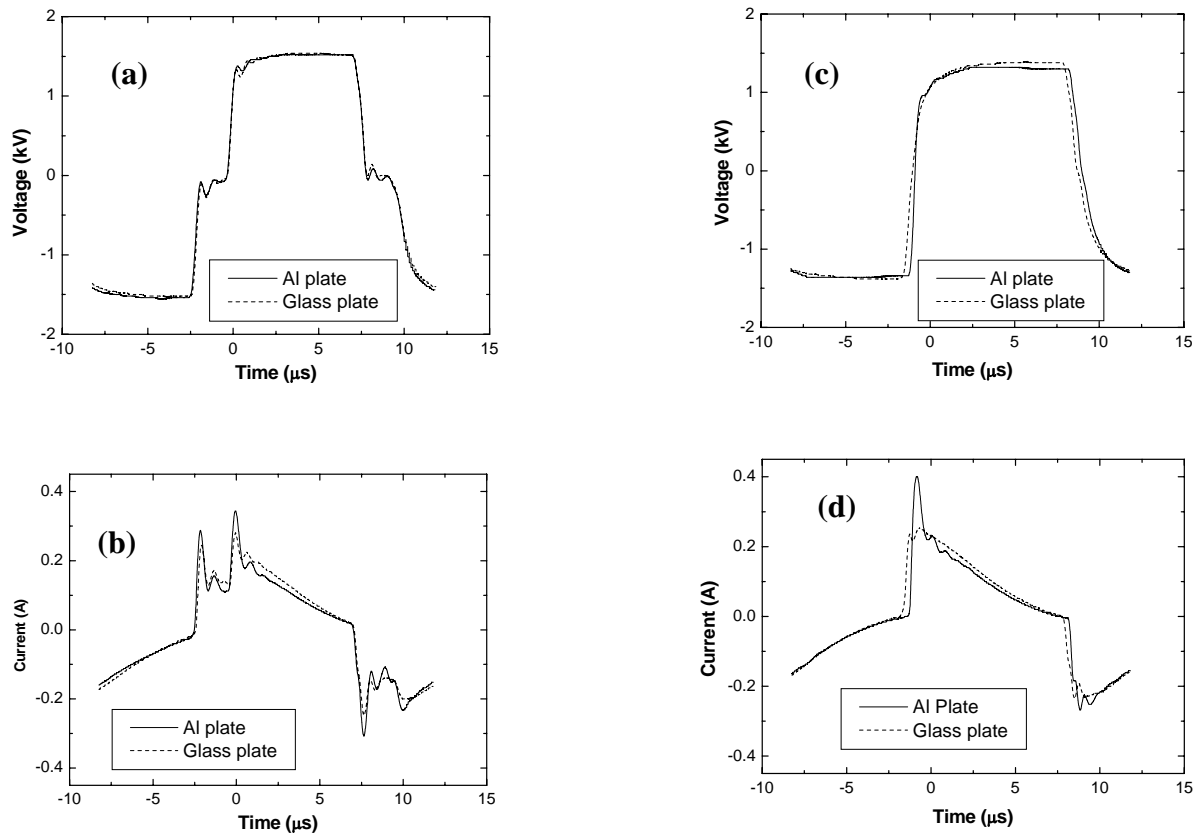 (a)
Voltage (kV)
2
1
0
-1
-2
Al plate
Glass plate
-10 -5 0 5 10 15
Time (μs)
(c)
Voltage (kV)
2
1
0
-1
-2
Al plate
Glass plate
-10 -5 0 5 10 15
Time (μs)
(b)
Current (A)
0.4
0.2
0.0
-0.2
-0.4
Al plate
Glass plate
-10 -5 0 5 10 15
Time (μs)
(d)
Current (A)
0.4
0.2
0.0
-0.2
-0.4
Al Plate
Glass plate
-10 -5 0 5 10 15
Time (μs)